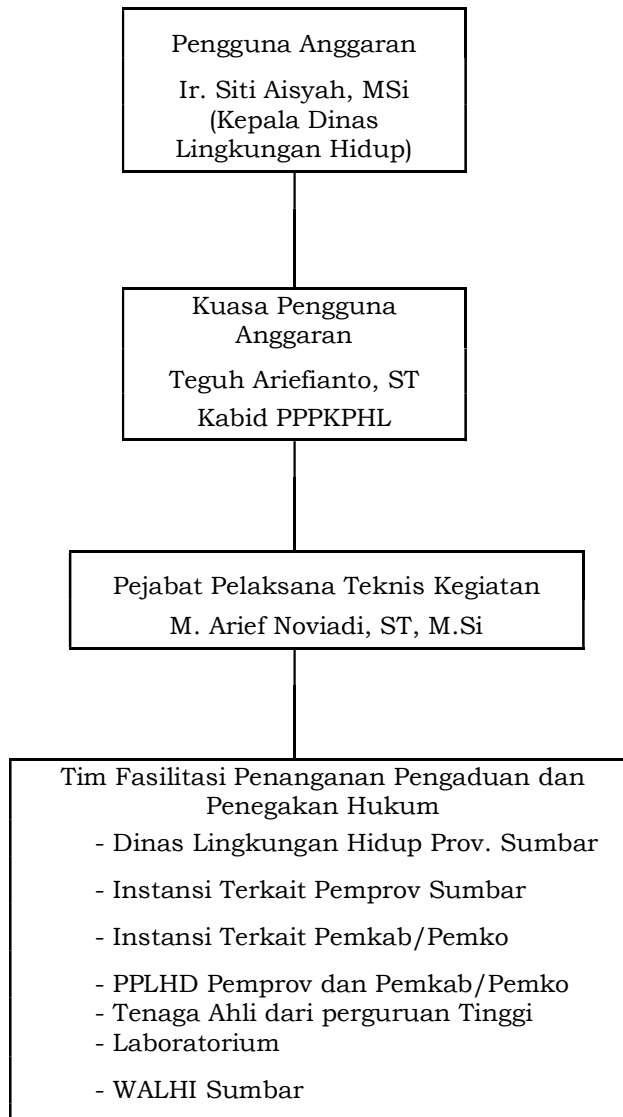 Pengguna Anggaran
Ir. Siti Aisyah, MSi
(Kepala Dinas
Lingkungan Hidup)
Kuasa Pengguna
Anggaran
Teguh Ariefianto, ST
Kabid PPPKPHL
Pejabat Pelaksana Teknis Kegiatan
M. Arief Noviadi, ST, M.Si
Tim Fasilitasi Penanganan Pengaduan dan
Penegakan Hukum
- Dinas Lingkungan Hidup Prov. Sumbar
- Instansi Terkait Pemprov Sumbar
- Instansi Terkait Pemkab/Pemko
- PPLHD Pemprov dan Pemkab/Pemko
- Tenaga Ahli dari perguruan Tinggi
- Laboratorium
- WALHI Sumbar